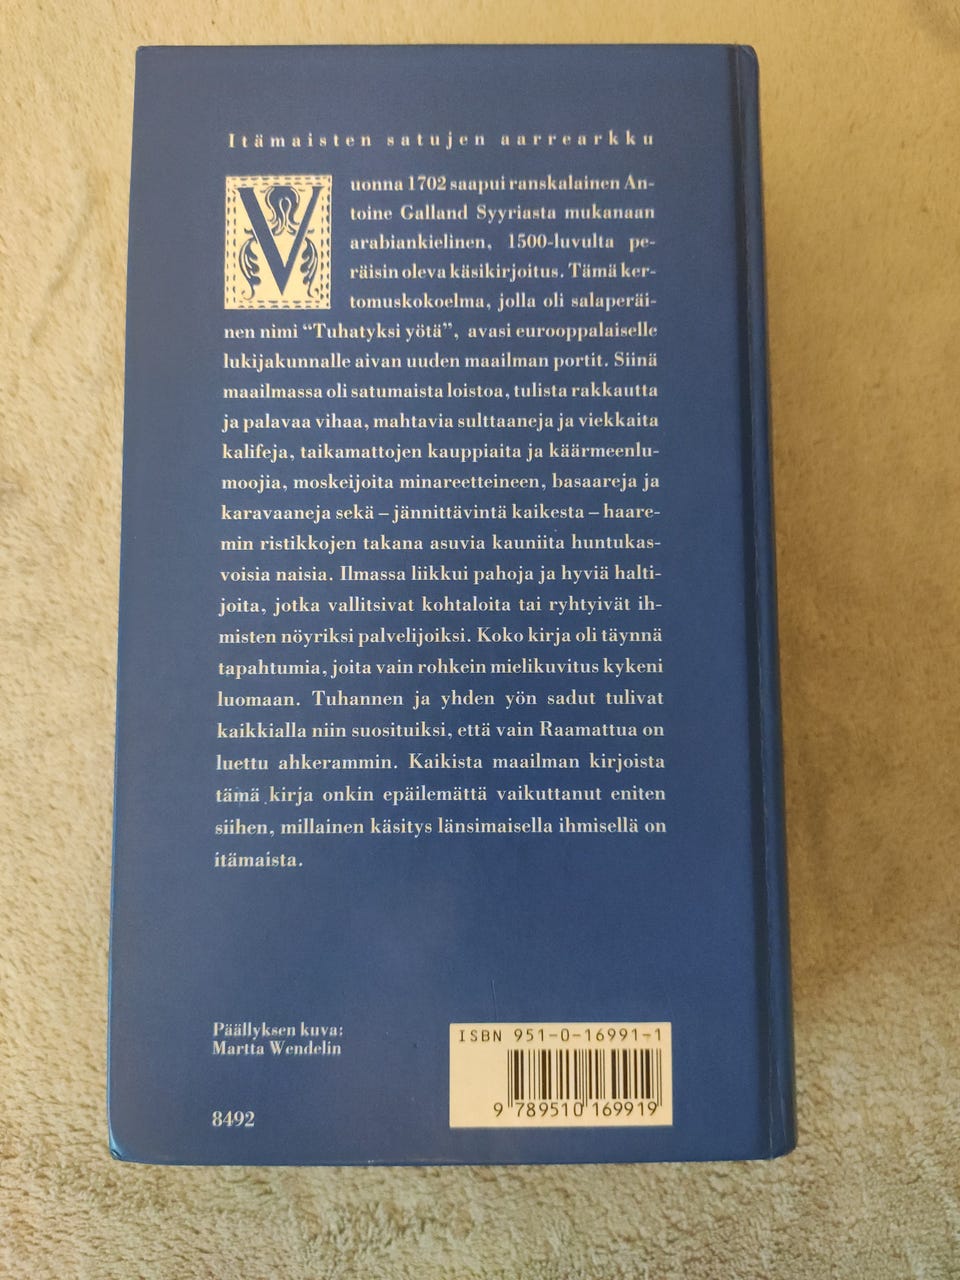 Itämaisten satujen aarrearkku
Vuonna 1702 saapui ranskalainen An-
toine Galland Syyriasta mukanaan
arabiankielinen, 1500-luvulta pe-
räisin oleva käsikirjoitus. Tämä ker-
tomuskokoelma, jolla oli salaperäi-
nen nimi “Tuhatyksi yötä”, avasi eurooppalaiselle
lukijakunnalle aivan uuden maailman portit. Siinä
maailmassa oli satumaista loistoa, tulista rakkautta
ja palavaa vihaa, mahtavia sulttaaneja ja viekkaita
kalifeja, taikamattojen kauppiaita ja käärmeenlu-
moojia, moskeijoita minareetteineen, basaareja ja
karavaaneja sekä – jännittävintä kaikesta – haare-
min ristikkojen takana asuvia kauniita huntukas-
voisia naisia. Ilmassa liikkui pahoja ja hyviä halti-
joita, jotka vallitsivat kohtaloita tai ryhtyivät ih-
misten nöyriksi palvelijoiksi. Koko kirja oli täynnä
tapahtumia, joita vain rohkein mielikuvitus kykeni
luomaan. Tuhannen ja yhden yön sadut tulivat
kaikkialla niin suosituiksi, että vain Raamattua on
luettu ahkerammin. Kaikista maailman kirjoista
tämä kirja onkin epäilemättä vaikuttanut eniten
siihen, millainen käsitys länsimaisella ihmisellä on
itämaista.
Päällyksen kuva:
Martta Wendelin
8492
ISBN 951-0-16991-1
9 789510 169919